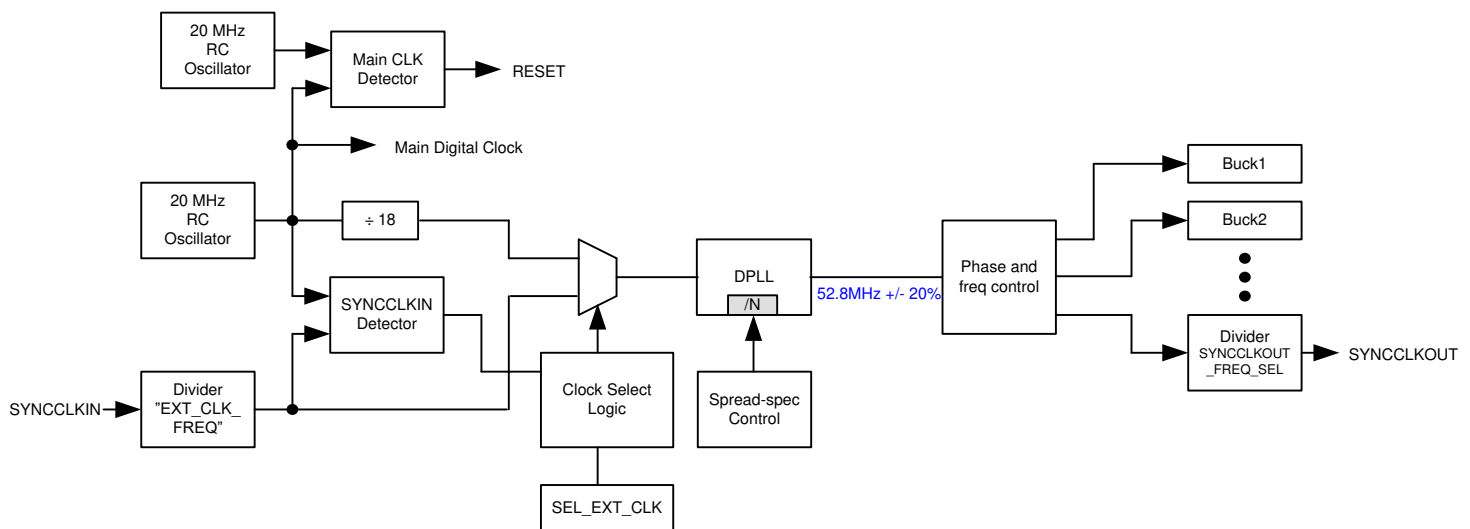 20 MHz
RC
Oscillator
Main CLK
Detector
RESET
Main Digital Clock
20 MHz
RC
Oscillator
÷ 18
SYNCCLKIN
Detector
SYNCCLKIN
Divider
"EXT_CLK_
FREQ"
Clock Select
Logic
SEL_EXT_CLK
DPLL
/N
Spread-spec
Control
52.8MHz +/- 20%
Phase and
freq control
Buck1
Buck2
Divider
SYNCCLKOUT
_FREQ_SEL
SYNCCLKOUT